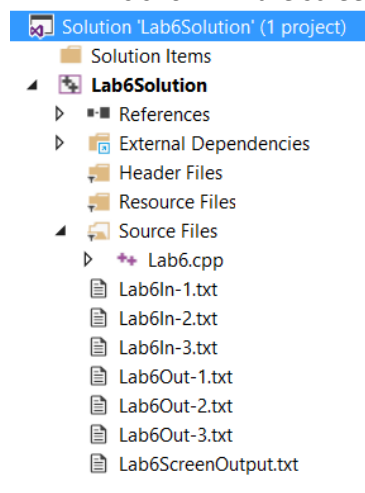 Solution 'Lab6Solution' (1 project)
Solution Items
Lab6Solution
References
External Dependencies
Header Files
Resource Files
Source Files
Lab6.cpp
Lab6In-1.txt
Lab6In-2.txt
Lab6In-3.txt
Lab6Out-1.txt
Lab6Out-2.txt
Lab6Out-3.txt
Lab6ScreenOutput.txt